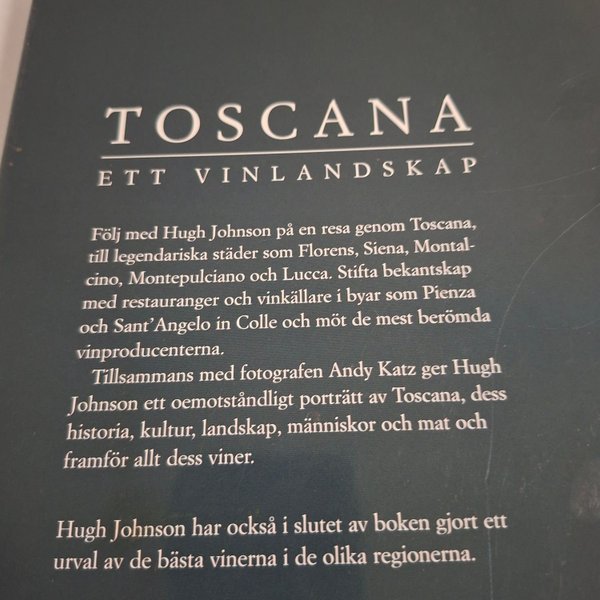 TOSCANA
ETT VINLANDSKAP
Följ med Hugh Johnson på en resa genom Toscana,
till legendariska städer som Florens, Siena, Montal-
cino, Montepulciano och Lucca. Stifta bekantskap
med restauranger och vinkällare i byar som Pienza
och Sant'Angelo in Colle och möt de mest berömda
vinproducenterna.
Tillsammans med fotografen Andy Katz ger Hugh
Johnson ett oemotståndligt porträtt av Toscana, dess
historia, kultur, landskap, människor och mat och
framför allt dess viner.
Hugh Johnson har också i slutet av boken gjort ett
urval av de bästa vinerna i de olika regionerna.